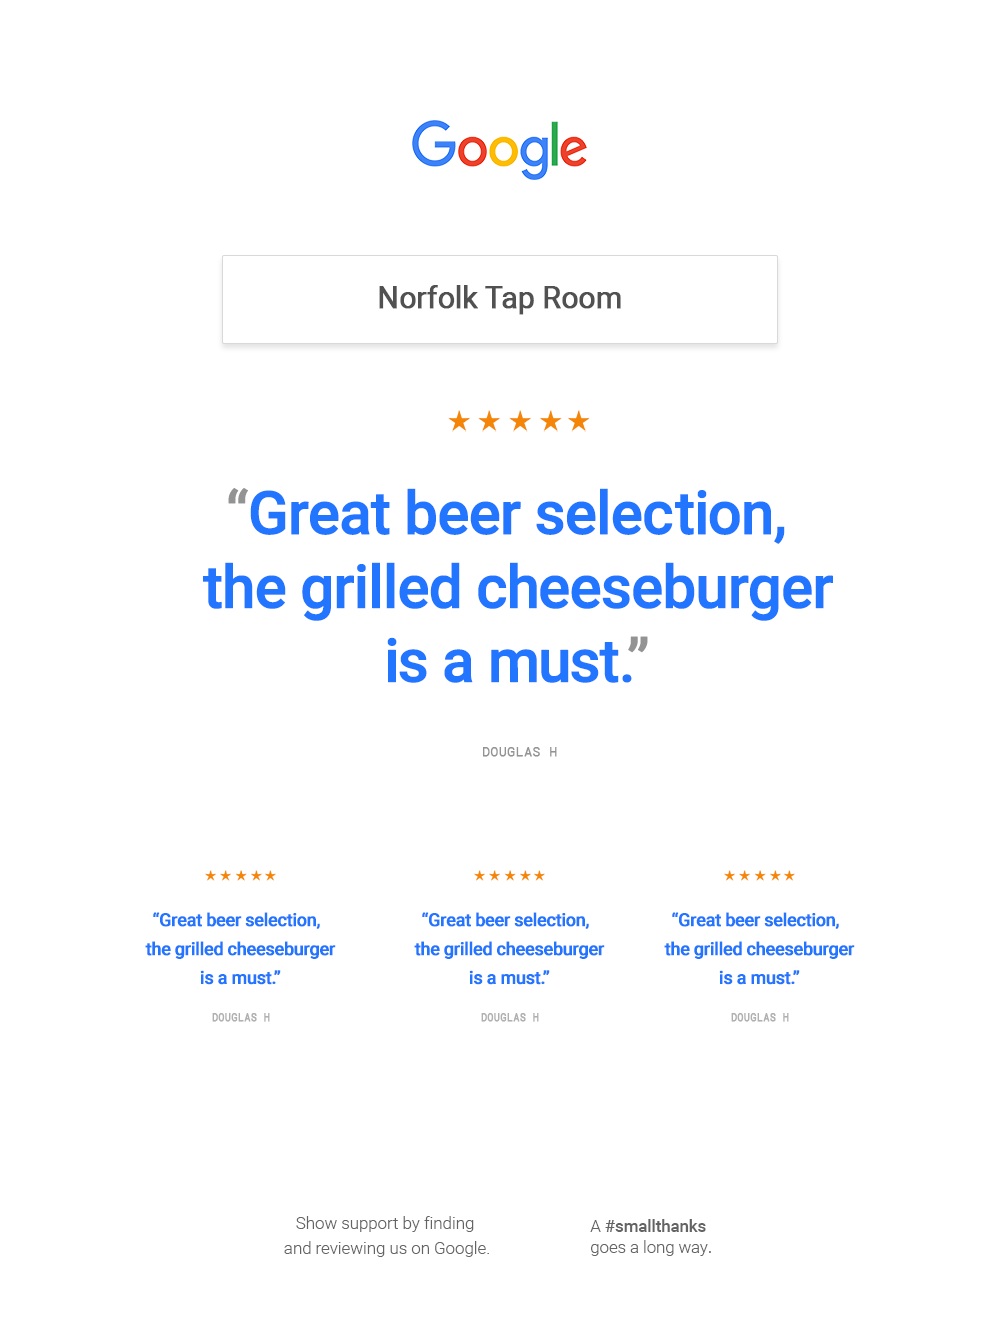 Google
Norfolk Tap Room
★★★★★
“Great beer selection,
the grilled cheeseburger
is a must.”
DOUGLAS H
★★★★★
“Great beer selection,
the grilled cheeseburger
is a must.”
DOUGLAS H
★★★★★
“Great beer selection,
the grilled cheeseburger
is a must.”
DOUGLAS H
★★★★★
“Great beer selection,
the grilled cheeseburger
is a must.”
DOUGLAS H
Show support by finding
and reviewing us on Google.
A #smallthanks
goes a long way.